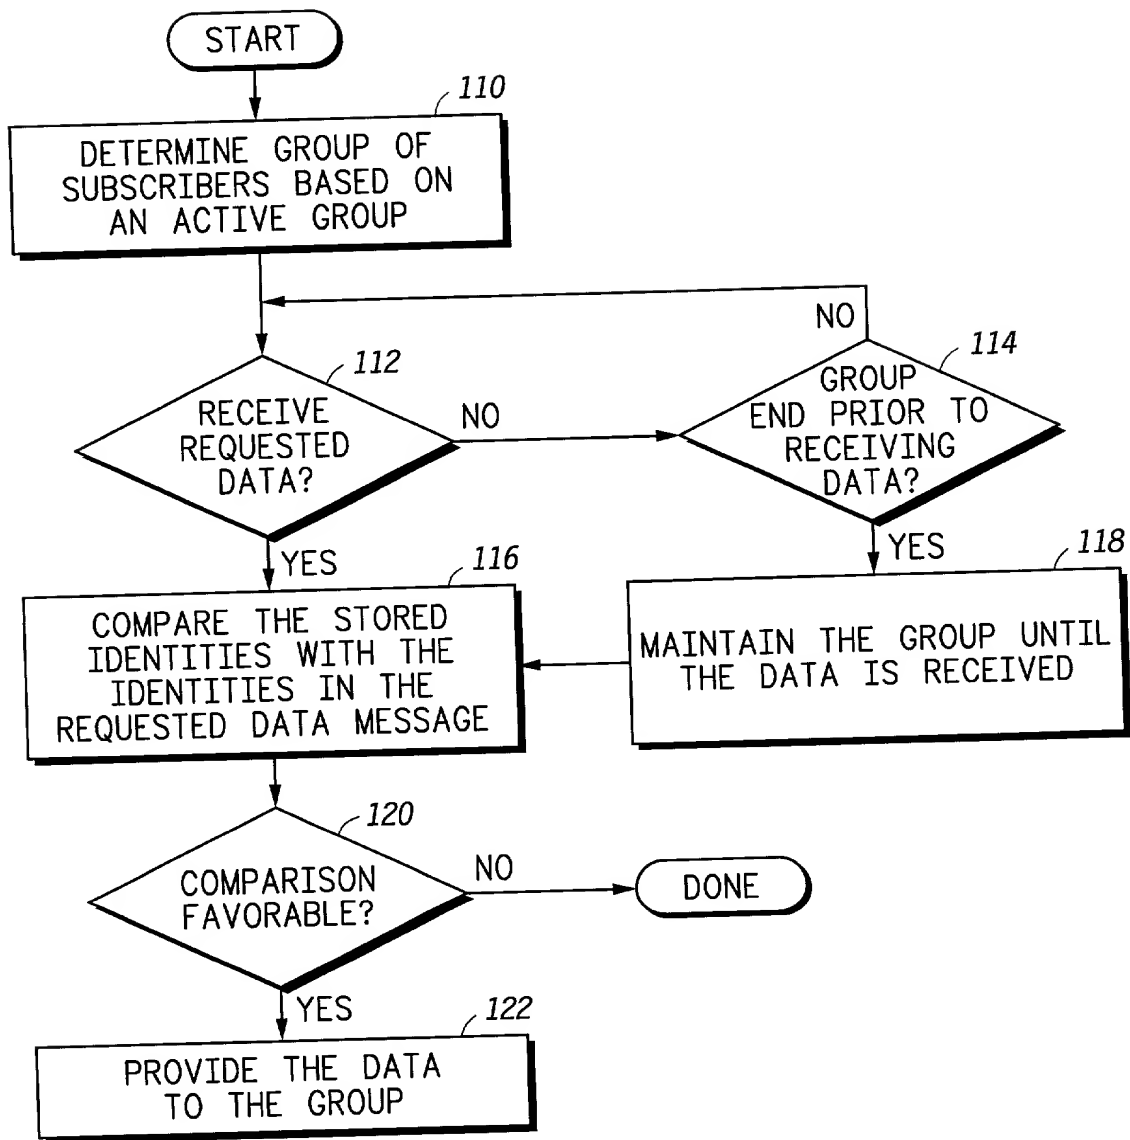 START
110
DETERMINE GROUP OF
SUBSCRIBERS BASED ON
AN ACTIVE GROUP
NO
112
RECEIVE
REQUESTED
DATA?
NO
114
GROUP
END PRIOR TO
RECEIVING
DATA?
YES
YES
116
COMPARE THE STORED
IDENTITIES WITH THE
IDENTITIES IN THE
REQUESTED DATA MESSAGE
118
MAINTAIN THE GROUP UNTIL
THE DATA IS RECEIVED
120
COMPARISON
FAVORABLE?
NO
DONE
YES
122
PROVIDE THE DATA
TO THE GROUP